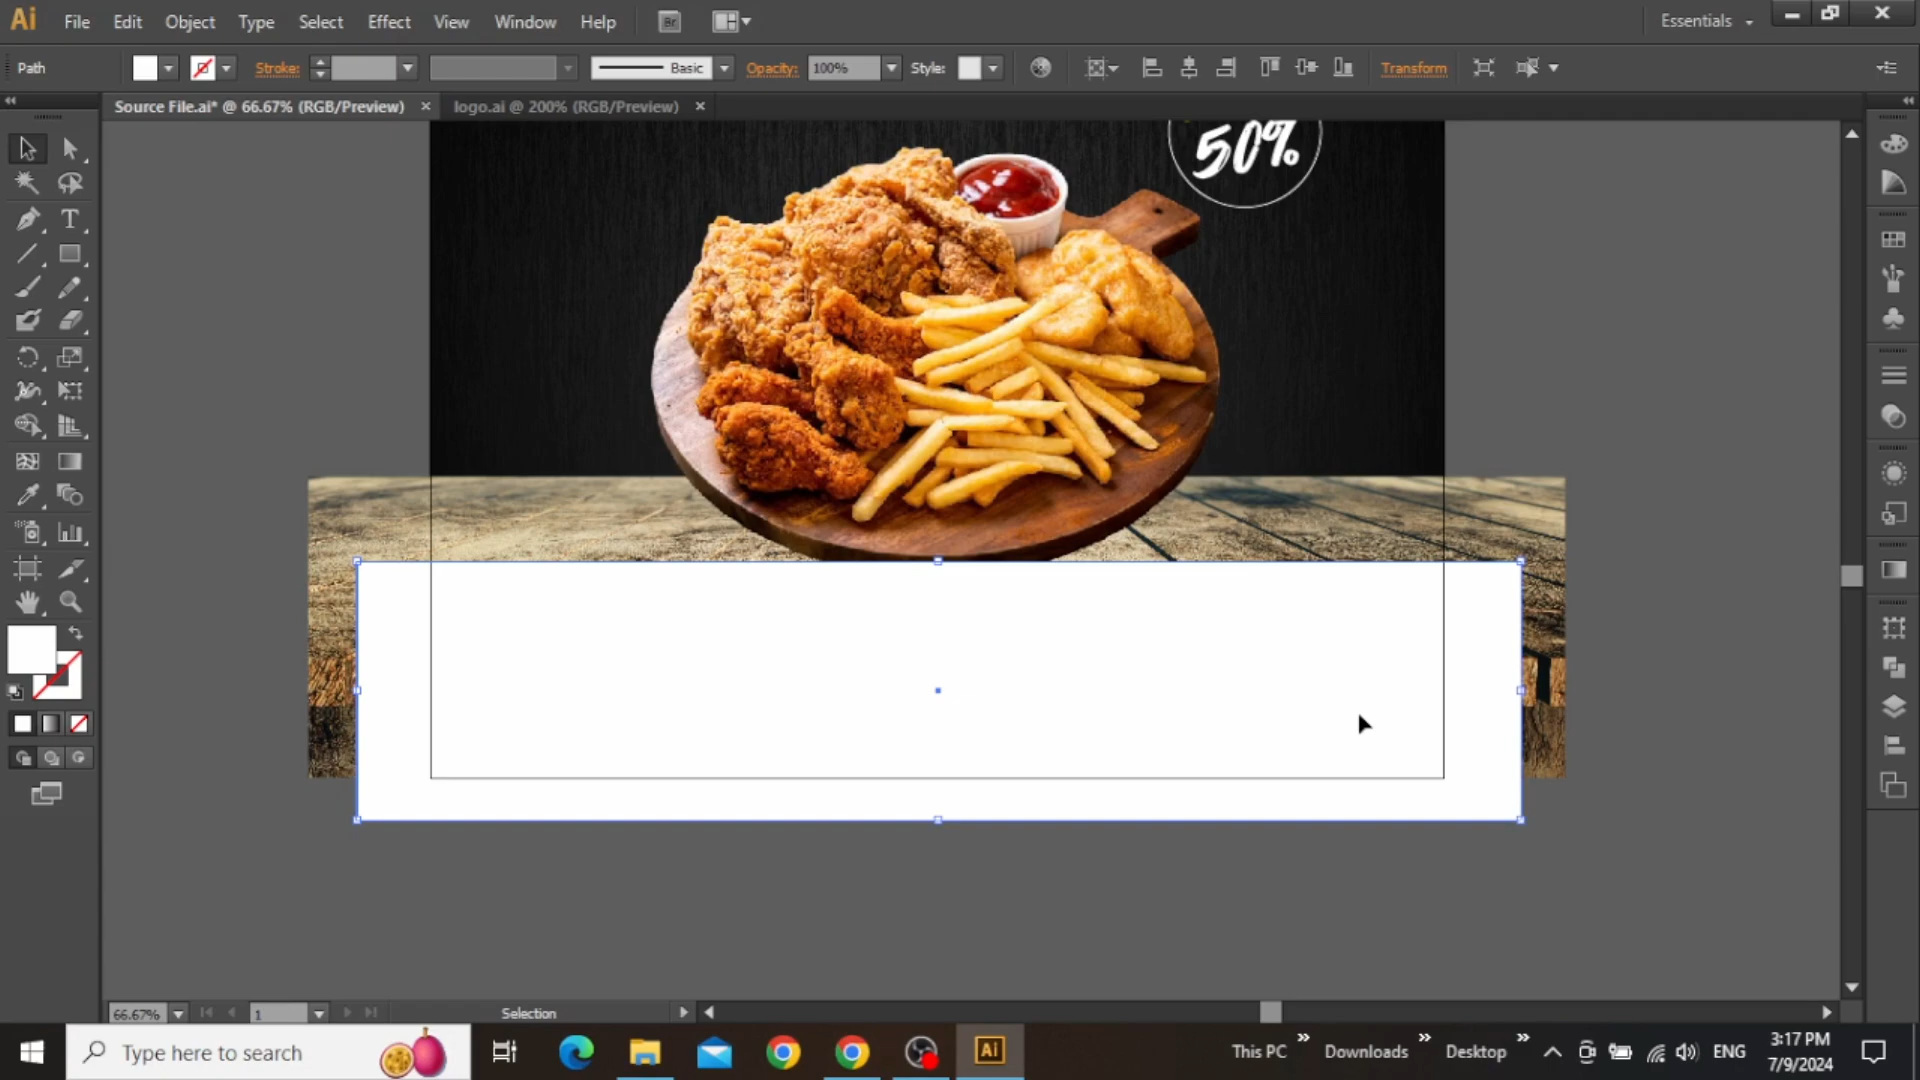 Ai File Edit Object Type Select Effect View Window Help Br Essentials
Path Stroke: Basic Opacity: 100% Style: Transform
Source File.ai* @ 66.67% (RGB/Preview) × logo.ai @ 200% (RGB/Preview) ×
50%
T
66.67% 1 Selection
Type here to search Ai This PC » Downloads » Desktop » ENG 3:17 PM
7/9/2024